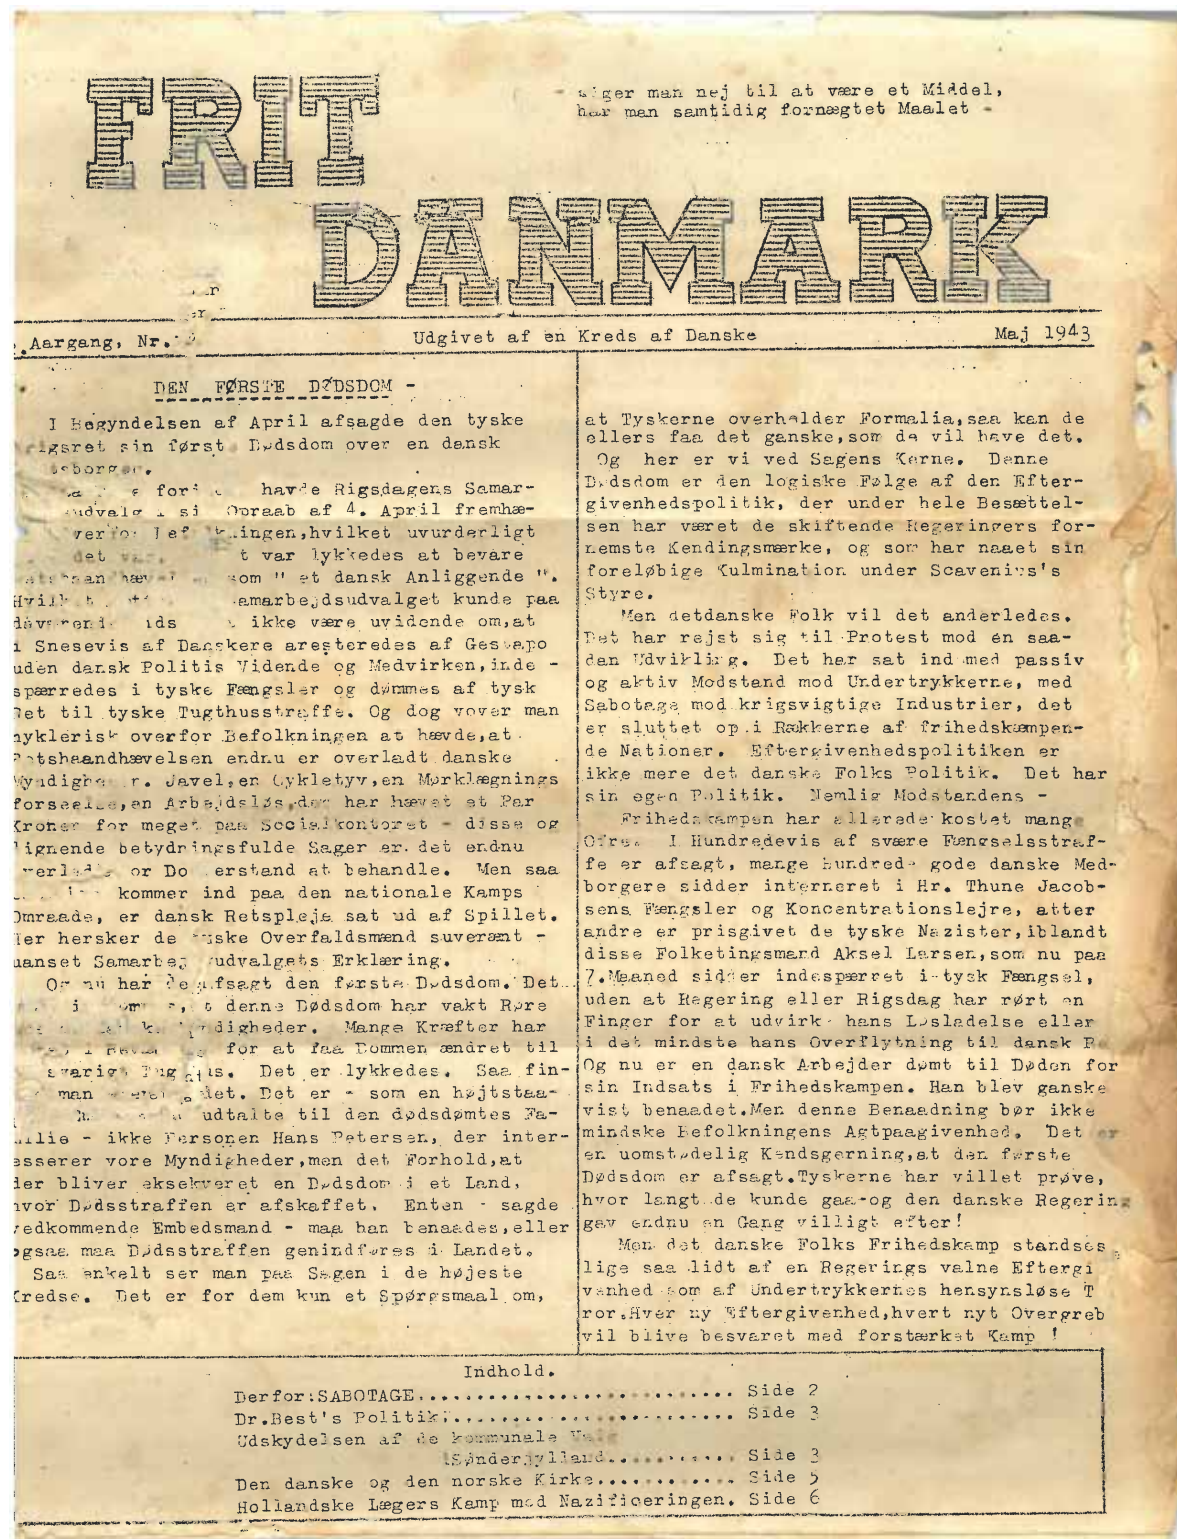 FRIT
siger man nej til at være et Middel,
har man samtidig fornægtet Maalet -
DANMARK
Aargang, Nr.
Udgivet af en Kreds af Danske
Maj 1943
DEN FØRSTE DØDSDOM -
I Begyndelsen af April afsagde den tyske
sin først Dødsdom over en dansk
havde Rigsdagens Samar-
Opraab af 4. April fremhæ-
hvilket uvurderligt
det t var lykkedes at bevare
som " et dansk Anliggende ".
amarbejdsudvalget kunde paa
ikke være uvidende om,at
i Snesevis af Danskere aresteredes af Gestapo
uden dansk Politis Vidende og Medvirken,inde -
spærredes i tyske Fængsler og dømmes af tysk
Ret til tyske Tugthusstraffe. Og dog vover man
hyklerisk overfor Befolkningen at hævde,at
Retshaandhævelsen endnu er overladt danske
Myndighe r. Javel,en Cykletyv,en Mørklægnings
forseelse,en Arbejdsløs,der har hævet et Par
Kroner for meget paa Socialkontoret - disse og
lignende betydringsfulde Sager er det endnu
or Do erstand at behandle. Men saa
kommer ind paa den nationale Kamps
Omraade, er dansk Retspleje sat ud af Spillet.
Her hersker de tyske Overfaldsmænd suverænt -
uanset Samarbej udvalgets Erklæring.
Og nu har de afsagt den første Dødsdom. Det
denne Dødsdom har vakt Røre
digheder. Mange Kræfter har
for at faa Dommen ændret til
. Det er lykkedes. Saa fin-
man det. Det er - som en højtstaa-
udtalte til den dødsdømtes Fa-
milie - ikke Personen Hans Petersen, der inter-
esserer vore Myndigheder,men det Forhold,at
der bliver eksekveret en Dødsdom i et Land,
hvor Dødsstraffen er afskaffet. Enten - sagde
vedkommende Embedsmand - maa han benaades,eller
ogsaa maa Dødsstraffen genindføres i Landet.
Saa enkelt ser man paa Sagen i de højeste
Kredse. Det er for dem kun et Spørgsmaal om,
at Tyskerne overholder Formalia,saa kan de
ellers faa det ganske,som de vil have det.
Og her er vi ved Sagens Kerne. Denne
Dødsdom er den logiske Følge af den Efter-
givenhedspolitik, der under hele Besættel-
sen har været de skiftende Regeringers for-
nemste Kendingsmærke, og som har naaet sin
foreløbige Kulmination under Scavenius's
Styre.
Men detdanske Folk vil det anderledes.
Det har rejst sig til Protest mod en saa-
dan Udvikling. Det har sat ind med passiv
og aktiv Modstand mod Undertrykkerne, med
Sabotage mod krigsvigtige Industrier, det
er sluttet op i Rækkerne af frihedskæmpen-
de Nationer. Eftergivenhedspolitiken er
ikke mere det danske Folks Politik. Det har
sin egen Politik. Nemlig Modstandens -
Frihedskampen har allerede kostet mange
Ofre. I Hundredevis af svære Fængselsstraf-
fe er afsagt, mange hundrede gode danske Med-
borgere sidder interneret i Hr. Thune Jacob-
sens Fængsler og Koncentrationslejre, atter
andre er prisgivet de tyske Nazister,iblandt
disse Folketingsmand Aksel Larsen,som nu paa
7.Maaned sidder indespærret i tysk Fængsel,
uden at Regering eller Rigsdag har rørt en
Finger for at udvirk hans Løsladelse eller
i det mindste hans Overflytning til dansk
Og nu er en dansk Arbejder dømt til Døden for
sin Indsats i Frihedskampen. Han blev ganske
vist benaadet.Men denne Benaadning bør ikke
mindske Befolkningens Agtpaagivenhed. Det er
en uomstødelig Kendsgerning,at den første
Dødsdom er afsagt.Tyskerne har villet prøve,
hvor langt de kunde gaa-og den danske Regering
gav endnu en Gang villigt efter!
Men det danske Folks Frihedskamp standses
lige saa lidt af en Regerings valne Eftergi
venhed som af Undertrykkernes hensynsløse T
ror.Hver ny Eftergivenhed,hvert nyt Overgreb
vil blive besvaret med forstærket Kamp !
Indhold.
Derfor:SABOTAGE........................... Side 2
Dr.Best's Politik......................... Side 3
Udskydelsen af de kommunale Valg
iSønderjylland........... Side 3
Den danske og den norske Kirke............ Side 5
Hollandske Lægers Kamp mod Nazificeringen. Side 6